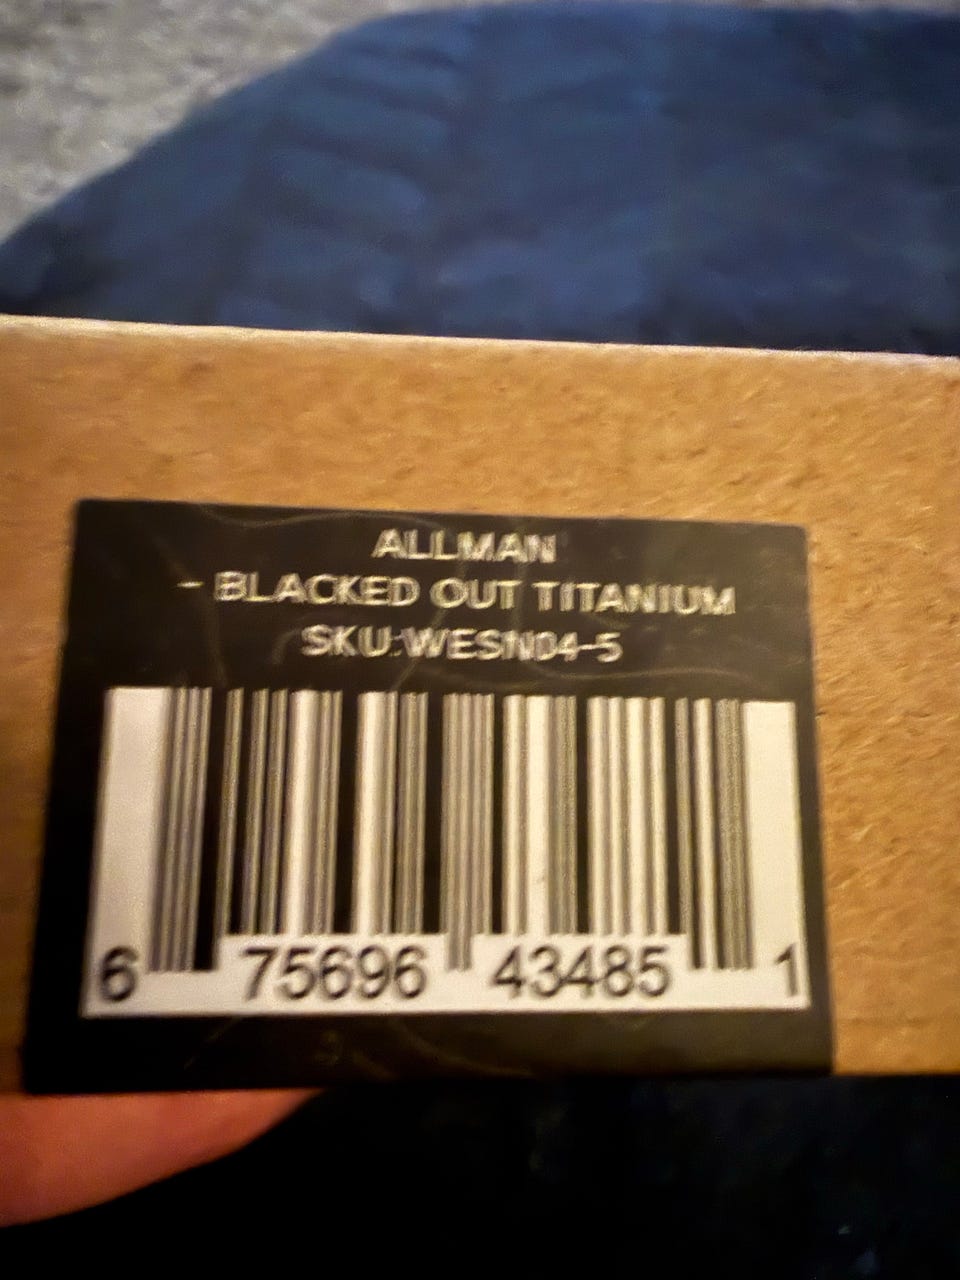 ALLMAN
- BLACKED OUT TITANIUM
SKU:WESN04-5
6 75696 43485 1